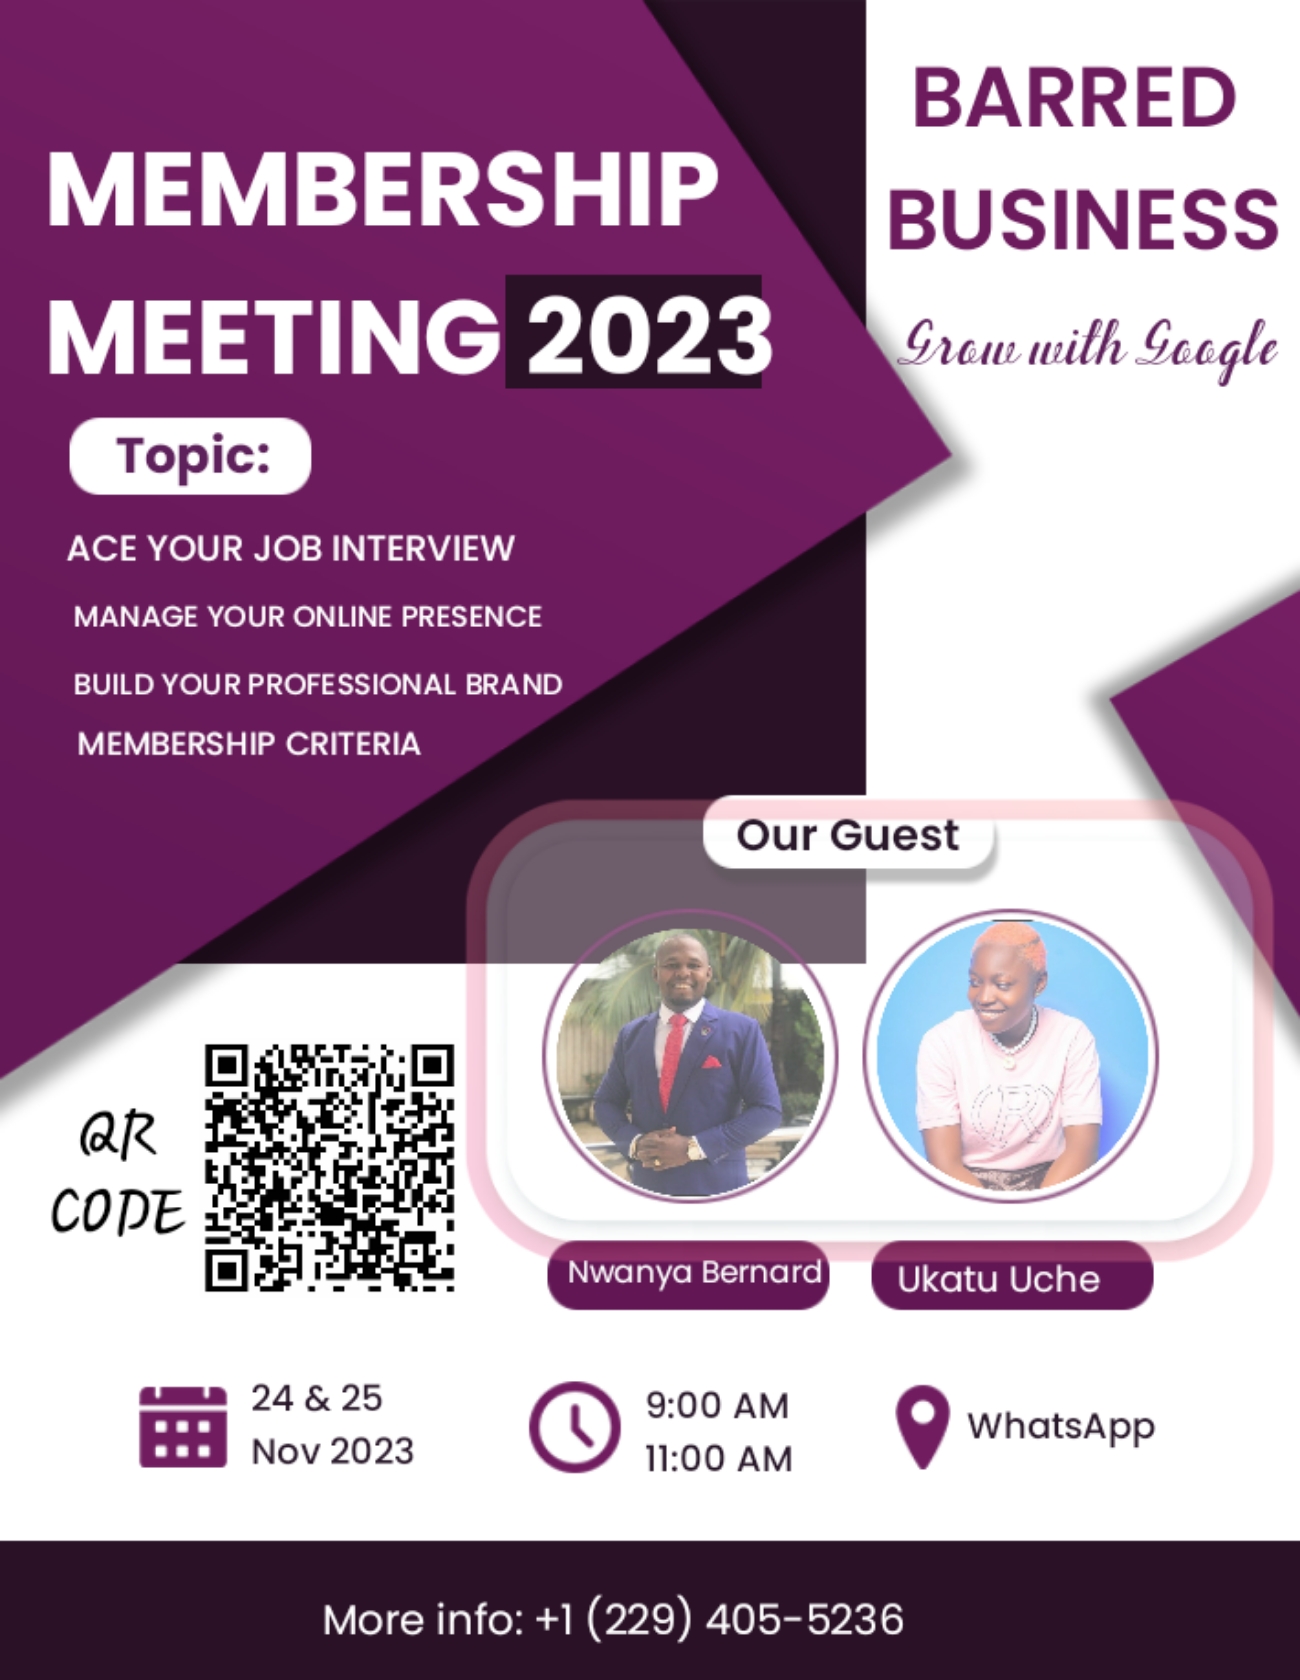 BARRED
BUSINESS
Grow with Google
MEMBERSHIP
MEETING 2023
Topic:
ACE YOUR JOB INTERVIEW
MANAGE YOUR ONLINE PRESENCE
BUILD YOUR PROFESSIONAL BRAND
MEMBERSHIP CRITERIA
Our Guest
QR
CODE
Nwanya Bernard
Ukatu Uche
24 & 25
Nov 2023
9:00 AM
11:00 AM
WhatsApp
More info: +1 (229) 405-5236